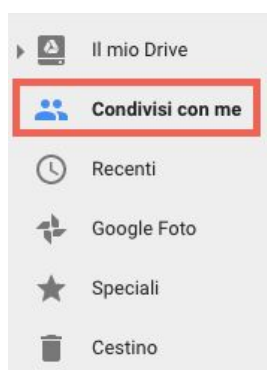 Il mio Drive
Condivisi con me
Recenti
Google Foto
Speciali
Cestino